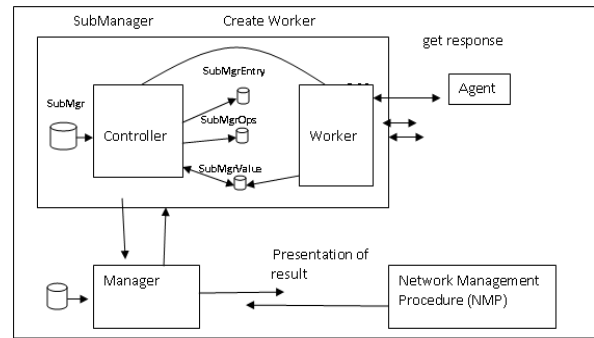 SubManager
Create Worker
get response
SubMgrEntry
SubMgr
Agent
SubMgrOps
Controller
Worker
SubMgrValue
Presentation of
result
Manager
Network Management
Procedure (NMP)